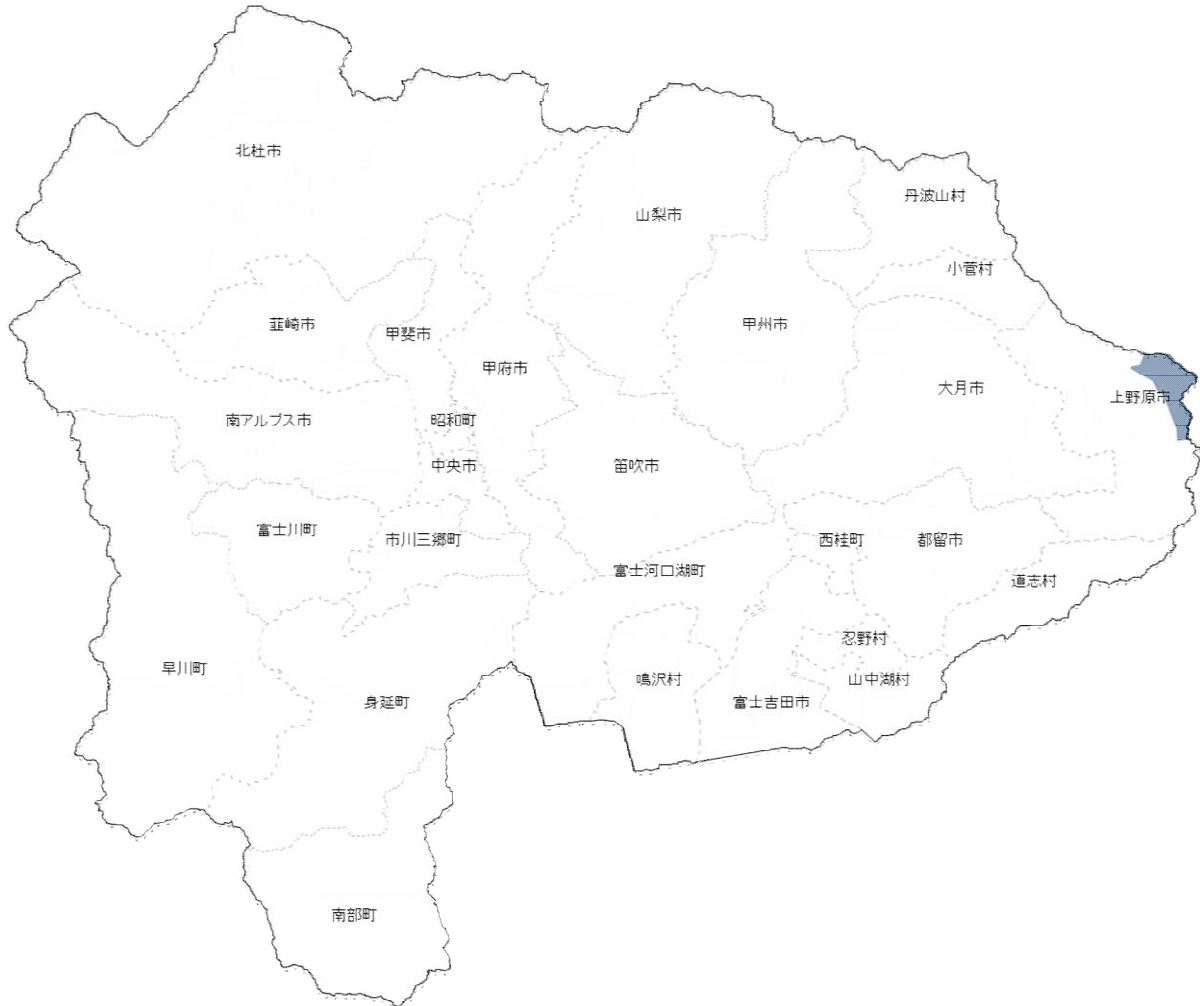 北杜市
丹波山村
山梨市
小菅村
韮崎市
甲斐市
甲州市
甲府市
大月市
上野原市
南アルプス市
昭和町
中央市
笛吹市
富士川町
市川三郷町
西桂町
都留市
富士河口湖町
道志村
忍野村
早川町
鳴沢村
山中湖村
身延町
富士吉田市
南部町